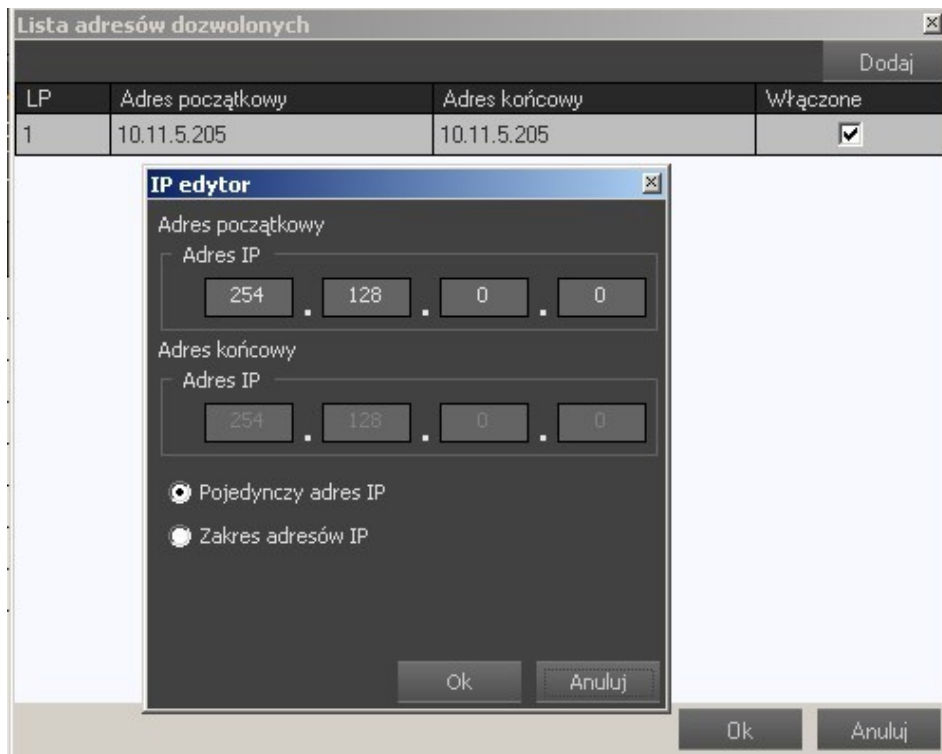 Lista adresów dozwolonych
Dodaj
LP Adres początkowy Adres końcowy Włączone
1 10.11.5.205 10.11.5.205
IP edytor
Adres początkowy
Adres IP
254 . 128 . 0 . 0
Adres końcowy
Adres IP
254 . 128 . 0 . 0
Pojedynczy adres IP
Zakres adresów IP
Ok Anuluj
Ok Anuluj